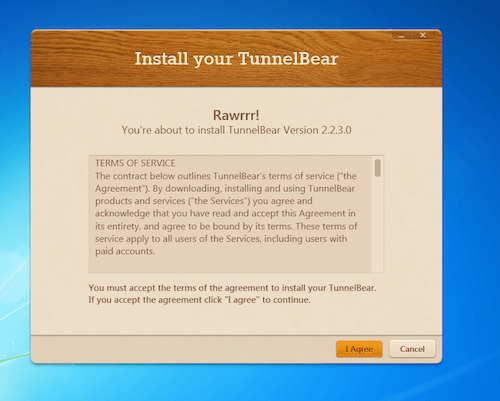 Install your TunnelBear
Rawrrr!
You're about to install TunnelBear Version 2.2.3.0
TERMS OF SERVICE
The contract below outlines TunnelBear's terms of service ("the
Agreement"). By downloading, installing and using TunnelBear
products and services ("the Services") you agree and
acknowledge that you have read and accept this Agreement in
its entirety, and agree to be bound by its terms. These terms of
service apply to all users of the Services, including users with
paid accounts.
You must accept the terms of the agreement to install your TunnelBear.
If you accept the agreement click "I agree" to continue.
I Agree
Cancel